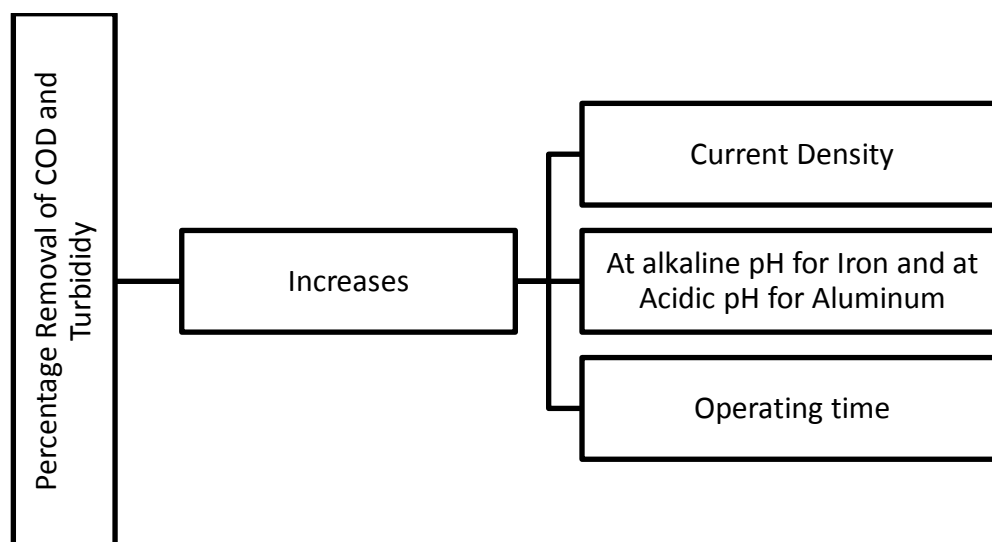 Percentage Removal of COD and
Turbididy
Increases
Current Density
At alkaline pH for Iron and at
Acidic pH for Aluminum
Operating time